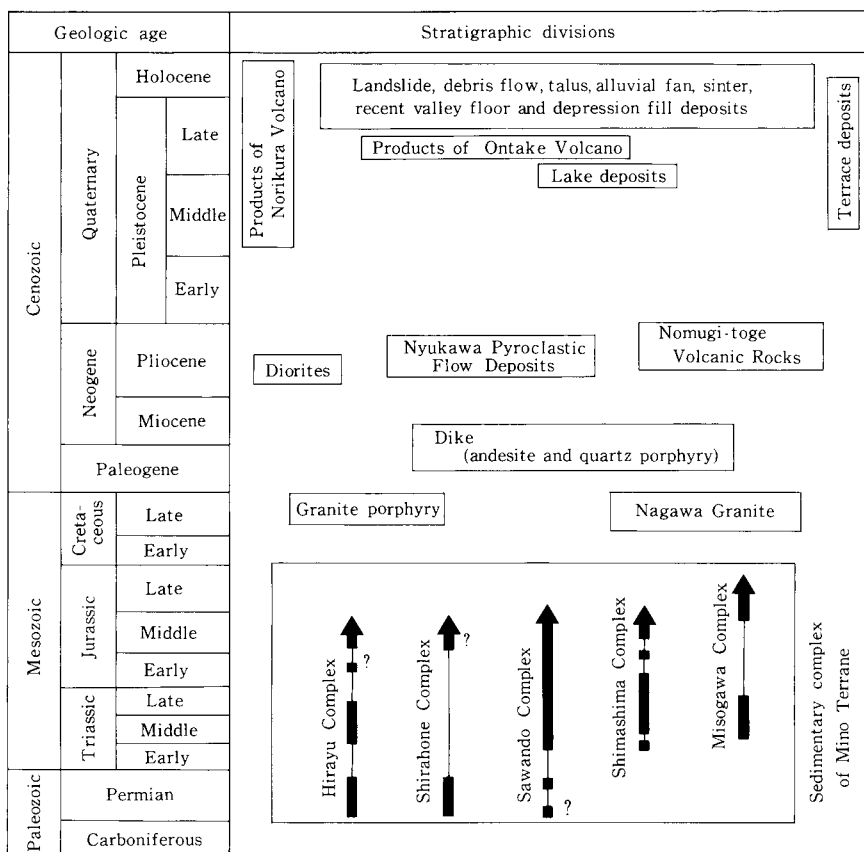 Geologic age
Stratigraphic divisions
Cenozoic
Quaternary
Holocene
Pleistocene
Late
Middle
Early
Neogene
Pliocene
Miocene
Paleogene
Mesozoic
Creta-
ceous
Late
Early
Jurassic
Late
Middle
Early
Triassic
Late
Middle
Early
Paleozoic
Permian
Carboniferous
Products of
Norikura Volcano
Landslide, debris flow, talus, alluvial fan, sinter,
recent valley floor and depression fill deposits
Products of Ontake Volcano
Lake deposits
Terrace deposits
Diorites
Nyukawa Pyroclastic
Flow Deposits
Nomugi-toge
Volcanic Rocks
Dike
(andesite and quartz porphyry)
Granite porphyry
Nagawa Granite
Hirayu Complex
?
Shirahone Complex
?
Sawando Complex
?
Shimashima Complex
Misogawa Complex
Sedimentary complex
of Mino Terrane